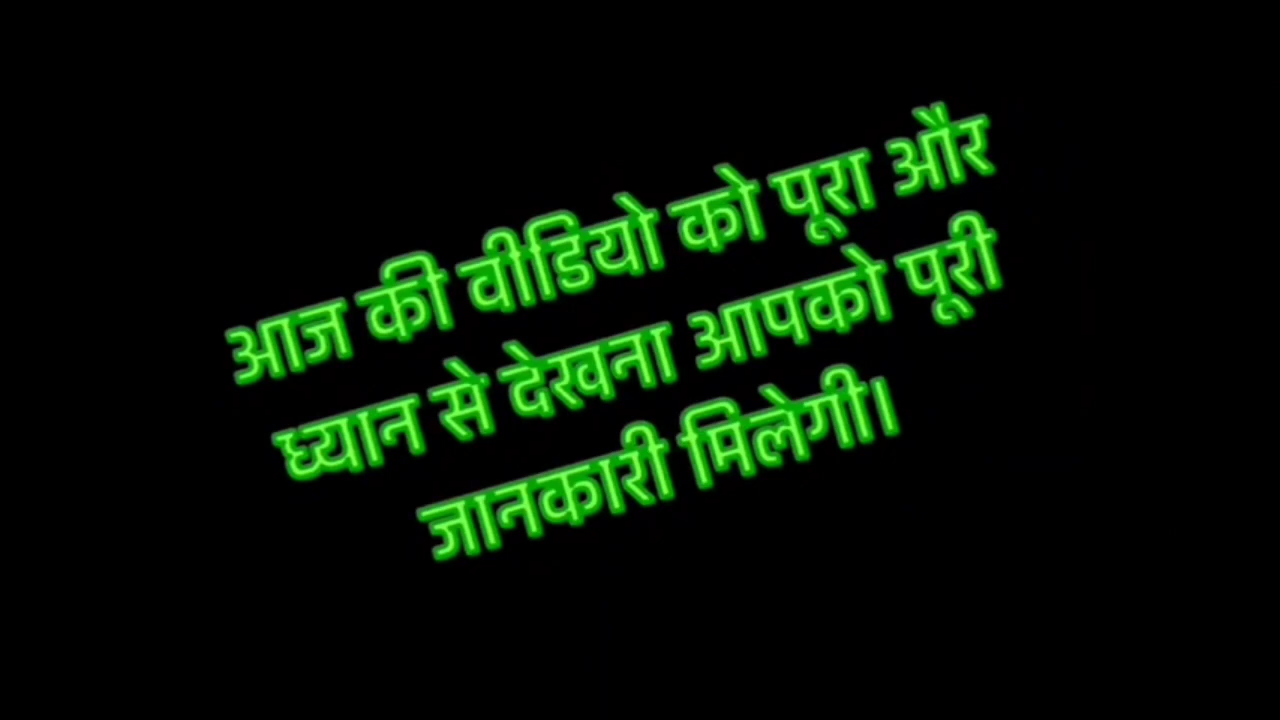 आज की वीडियो को पूरा और
ध्यान से देखना आपको पूरी
जानकारी मिलेगी।